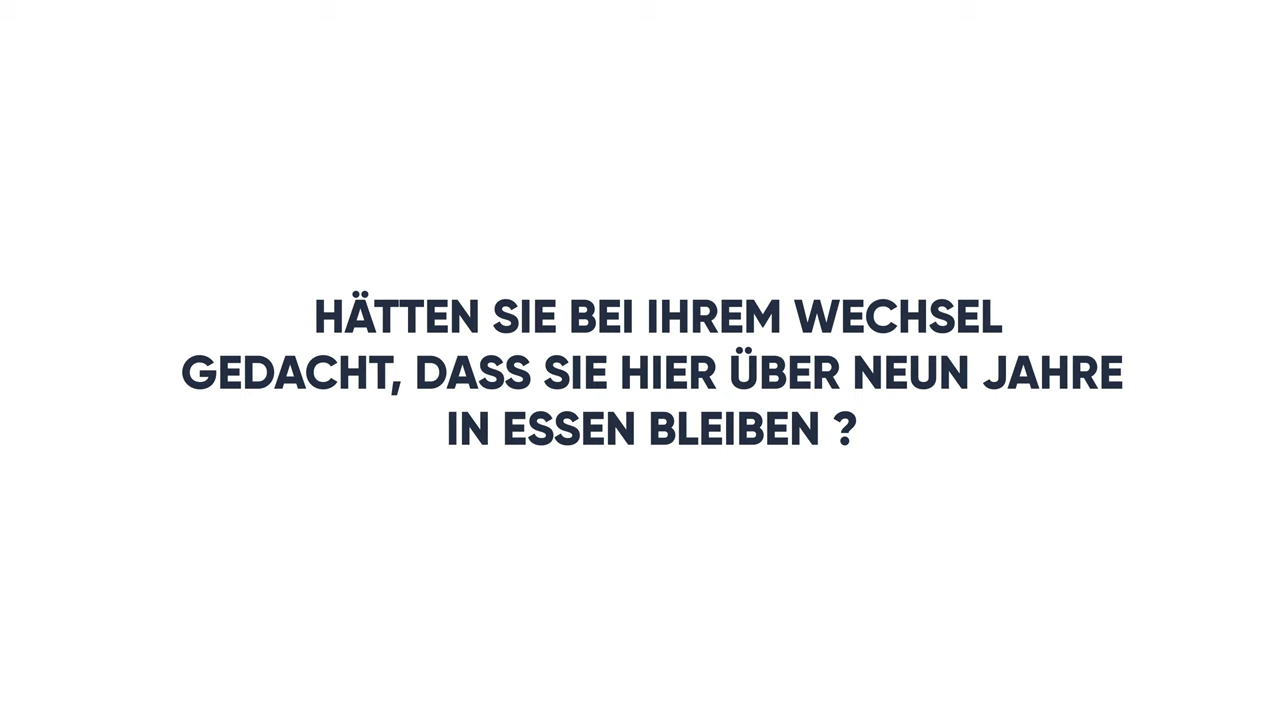 HÄTTEN SIE BEI IHREM WECHSEL
GEDACHT, DASS SIE HIER ÜBER NEUN JAHRE
IN ESSEN BLEIBEN ?